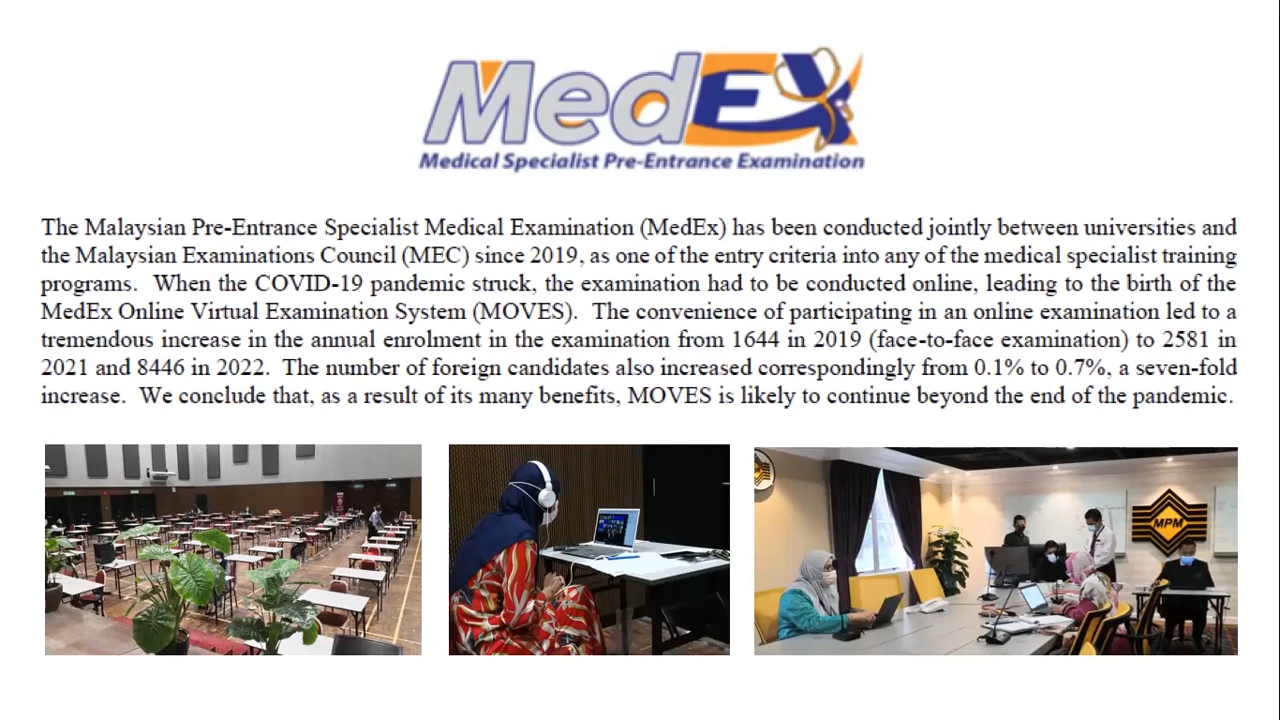 MedEX
Medical Specialist Pre-Entrance Examination
The Malaysian Pre-Entrance Specialist Medical Examination (MedEx) has been conducted jointly between universities and
the Malaysian Examinations Council (MEC) since 2019, as one of the entry criteria into any of the medical specialist training
programs.  When the COVID-19 pandemic struck, the examination had to be conducted online, leading to the birth of the
MedEx Online Virtual Examination System (MOVES).  The convenience of participating in an online examination led to a
tremendous increase in the annual enrolment in the examination from 1644 in 2019 (face-to-face examination) to 2581 in
2021 and 8446 in 2022.  The number of foreign candidates also increased correspondingly from 0.1% to 0.7%, a seven-fold
increase.  We conclude that, as a result of its many benefits, MOVES is likely to continue beyond the end of the pandemic.
MPM